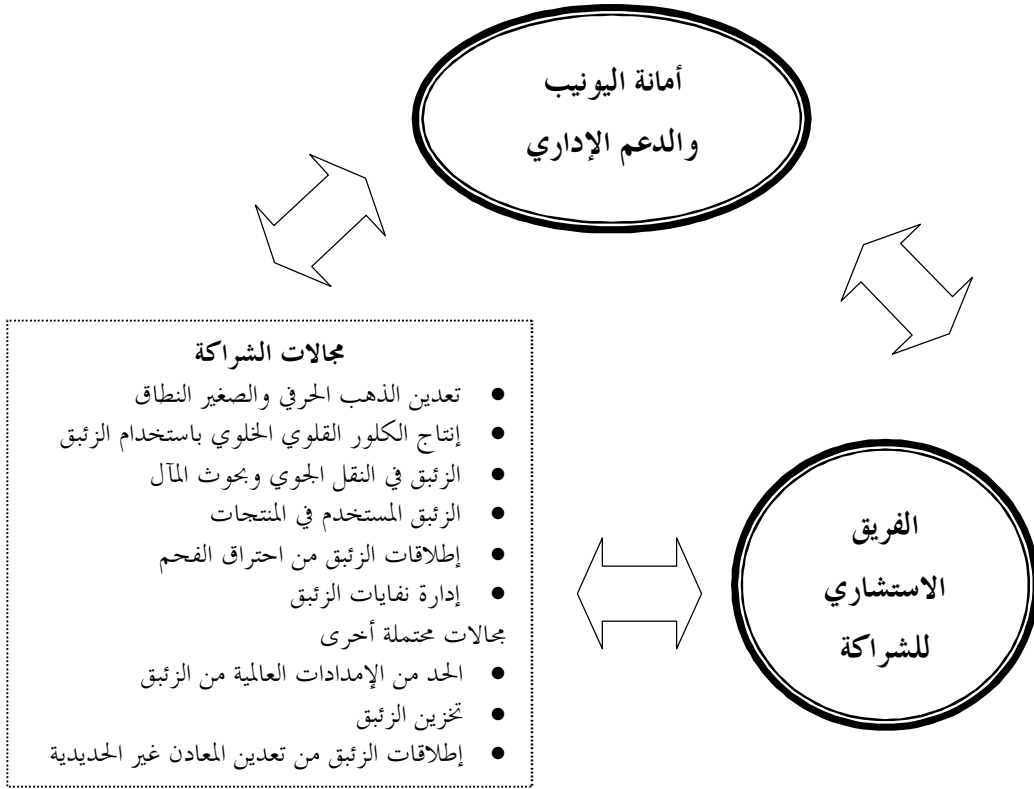 أمانة اليونيب
والدعم الإداري
مجالات الشراكة
● تعدين الذهب الحرفي والصغير النطاق
● إنتاج الكلور القلوي الخلوي باستخدام الزئبق
● الزئبق في النقل الجوي وبحوث المآل
● الزئبق المستخدم في المنتجات
● إطلاقات الزئبق من احتراق الفحم
● إدارة نفايات الزئبق
مجالات محتملة أخرى
● الحد من الإمدادات العالمية من الزئبق
● تخزين الزئبق
● إطلاقات الزئبق من تعدين المعادن غير الحديدية
الفريق
الاستشاري
للشراكة